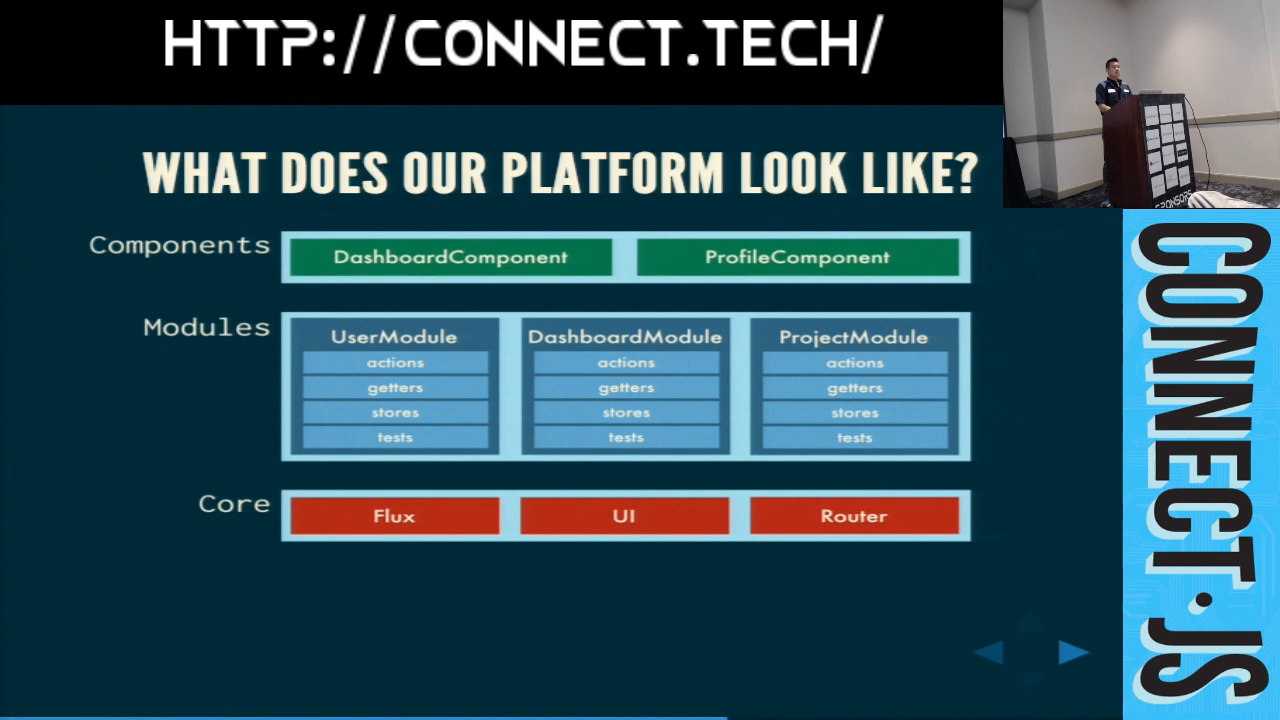 HTTP://CONNECT.TECH/
WHAT DOES OUR PLATFORM LOOK LIKE?
Components
DashboardComponent
ProfileComponent
Modules
UserModule
actions
getters
stores
tests
DashboardModule
actions
getters
stores
tests
ProjectModule
actions
getters
stores
tests
Core
Flux
UI
Router
SPONSORS
CONNECT.JS